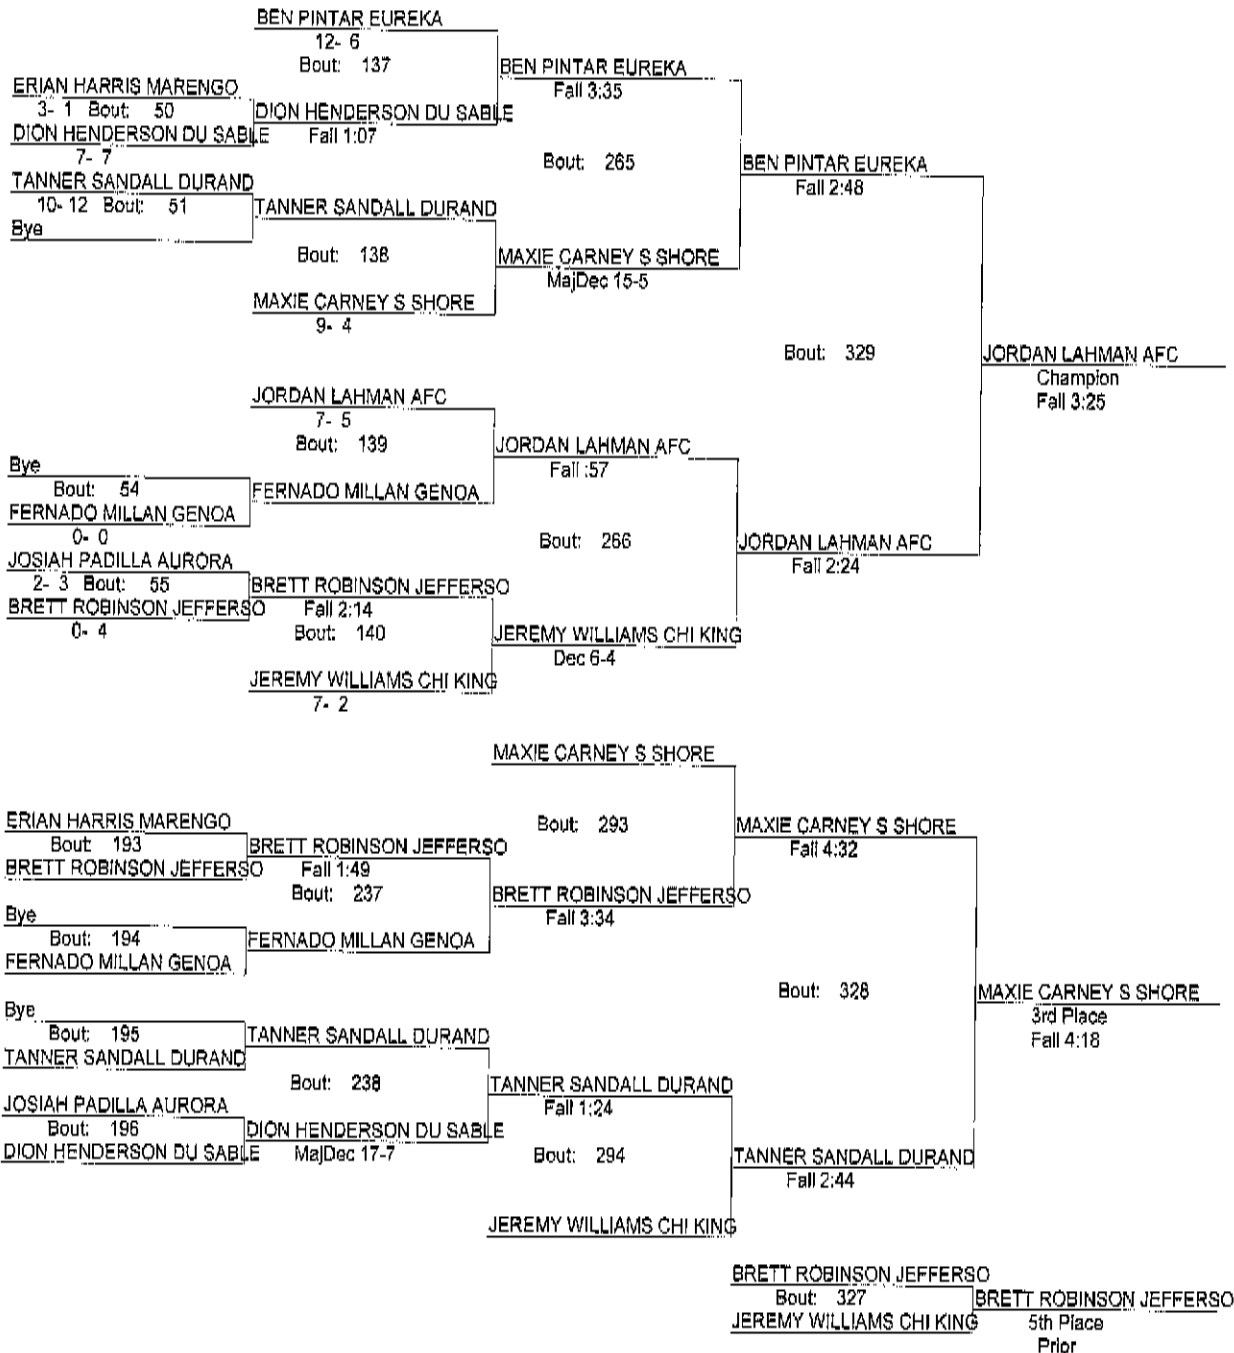 BEN PINTAR EUREKA
12- 6
Bout: 137
BEN PINTAR EUREKA
Fall 3:35
ERIAN HARRIS MARENGO
3- 1 Bout: 50
DION HENDERSON DU SABLE
Fall 1:07
DION HENDERSON DU SABLE
7- 7
Bout: 265
BEN PINTAR EUREKA
Fall 2:48
TANNER SANDALL DURAND
10- 12 Bout: 51
TANNER SANDALL DURAND
Bye
Bout: 138
MAXIE CARNEY S SHORE
MajDec 15-5
MAXIE CARNEY S SHORE
9- 4
Bout: 329
JORDAN LAHMAN AFC
Champion
Fall 3:25
JORDAN LAHMAN AFC
7- 5
Bout: 139
JORDAN LAHMAN AFC
Fall :57
Bye
Bout: 54
FERNADO MILLAN GENOA
FERNADO MILLAN GENOA
0- 0
Bout: 266
JORDAN LAHMAN AFC
Fall 2:24
JOSIAH PADILLA AURORA
2- 3 Bout: 55
BRETT ROBINSON JEFFERSO
Fall 2:14
BRETT ROBINSON JEFFERSO
0- 4
Bout: 140
JEREMY WILLIAMS CHI KING
Dec 6-4
JEREMY WILLIAMS CHI KING
7- 2
MAXIE CARNEY S SHORE
Bout: 293
MAXIE CARNEY S SHORE
Fall 4:32
ERIAN HARRIS MARENGO
Bout: 193
BRETT ROBINSON JEFFERSO
Fall 1:49
BRETT ROBINSON JEFFERSO
Bout: 237
BRETT ROBINSON JEFFERSO
Fall 3:34
Bye
Bout: 194
FERNADO MILLAN GENOA
FERNADO MILLAN GENOA
Bout: 328
MAXIE CARNEY S SHORE
3rd Place
Fall 4:18
Bye
Bout: 195
TANNER SANDALL DURAND
TANNER SANDALL DURAND
Bout: 238
TANNER SANDALL DURAND
Fall 1:24
JOSIAH PADILLA AURORA
Bout: 196
DION HENDERSON DU SABLE
MajDec 17-7
DION HENDERSON DU SABLE
Bout: 294
TANNER SANDALL DURAND
Fall 2:44
JEREMY WILLIAMS CHI KING
BRETT ROBINSON JEFFERSO
Bout: 327
BRETT ROBINSON JEFFERSO
JEREMY WILLIAMS CHI KING
5th Place
Prior